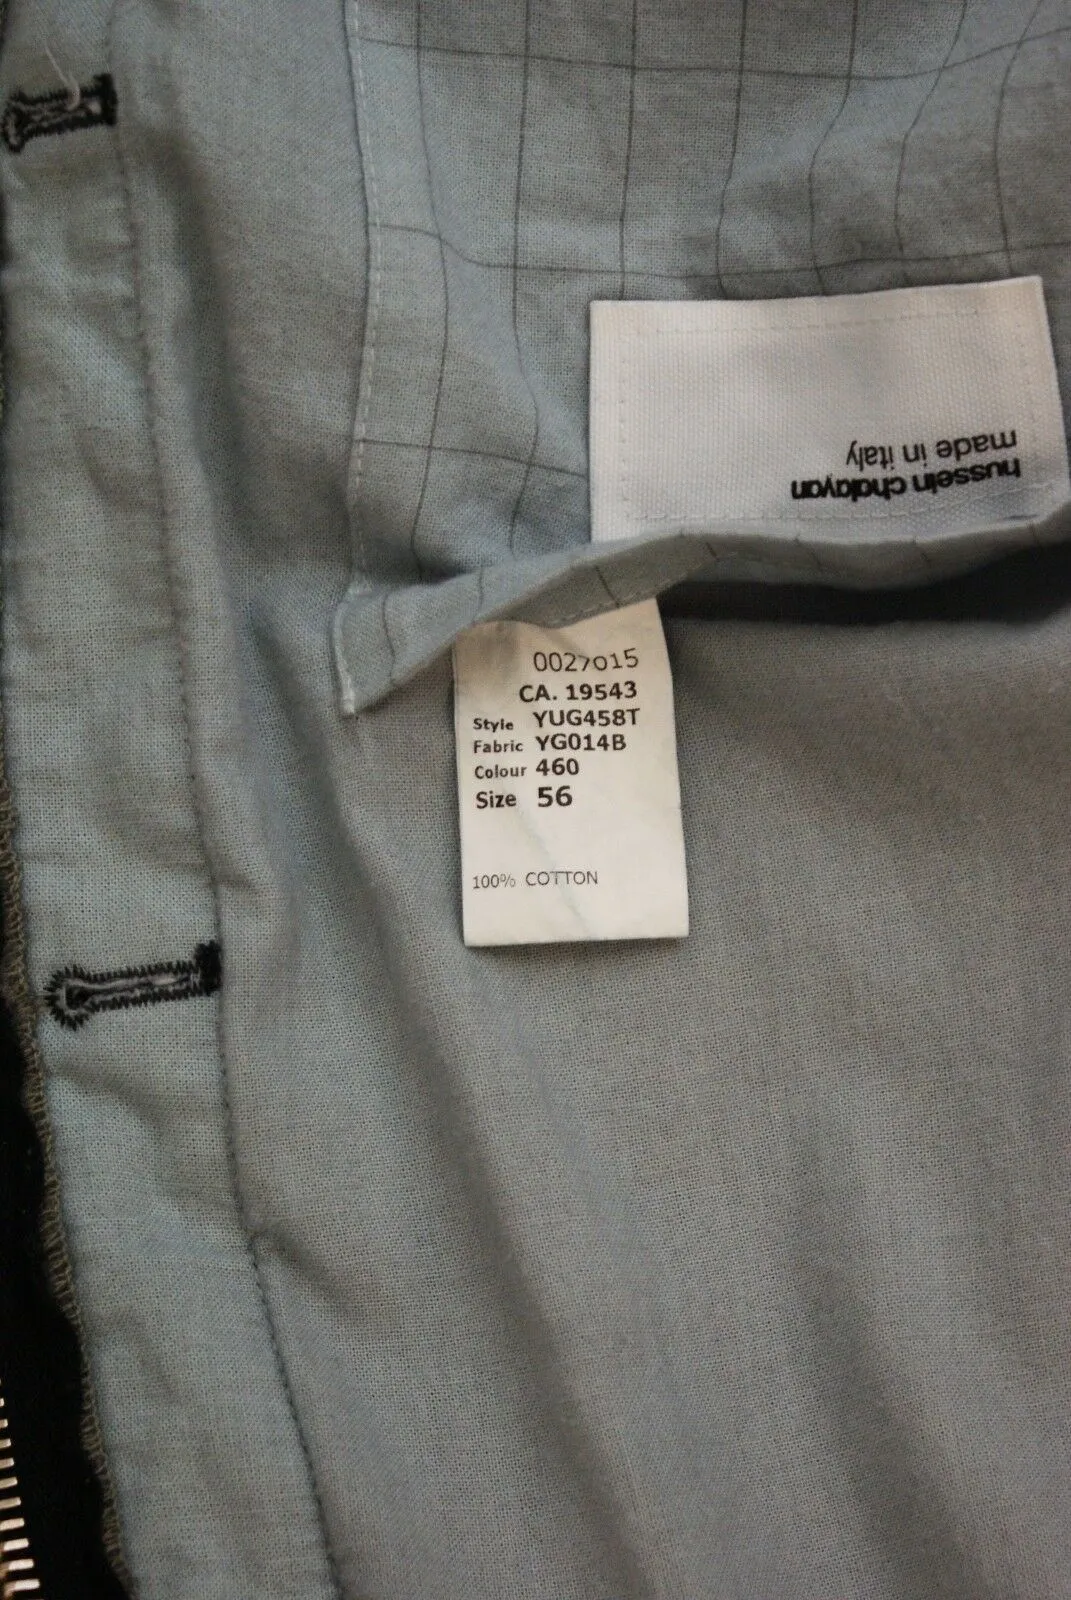 hussein chalayan
made in italy
0027015
CA. 19543
Style YUG458T
Fabric YG014B
Colour 460
Size 56
100% COTTON